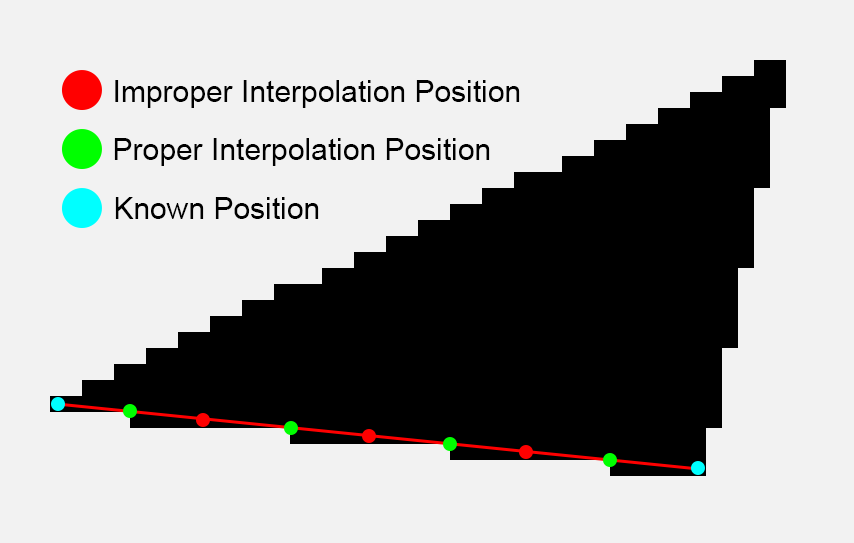 Improper Interpolation Position
Proper Interpolation Position
Known Position